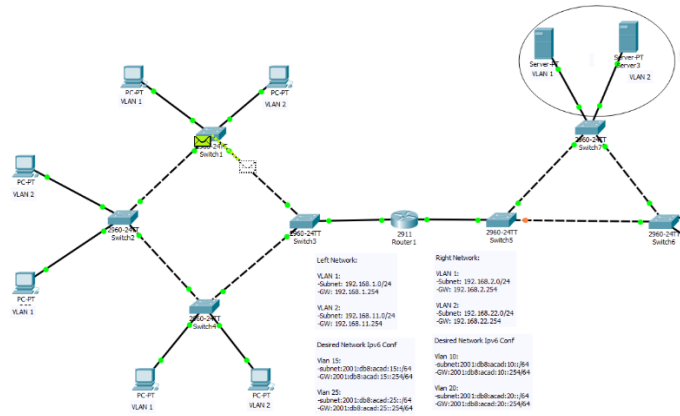 PC-PT
VLAN 1
PC-PT
VLAN 2
Server-PT
VLAN 1
Server-PT
Server3
VLAN 2
2960-24TT
Switch1
2960-24TT
Switch7
PC-PT
VLAN 2
2960-24TT
Switch2
2960-24TT
Switch3
2911
Router1
2960-24TT
Switch5
2960-24TT
Switch6
PC-PT
VLAN 1
2960-24TT
Switch4
PC-PT
VLAN 1
PC-PT
VLAN 2
Left Network:
VLAN 1:
-Subnet: 192.168.1.0/24
-GW: 192.168.1.254
VLAN 2:
-Subnet: 192.168.11.0/24
-GW: 192.168.11.254
Right Network:
VLAN 1:
-Subnet: 192.168.2.0/24
-GW: 192.168.2.254
VLAN 2:
-Subnet: 192.168.22.0/24
-GW: 192.168.22.254
Desired Network Ipv6 Conf
Vlan 15:
-subnet:2001:db8:acad:15::/64
-GW:2001:db8:acad:15::254/64
Vlan 25:
-subnet:2001:db8:acad:25::/64
-GW:2001:db8:acad:25::254/64
Desired Network Ipv6 Conf
Vlan 10:
-subnet:2001:db8:acad:10::/64
-GW:2001:db8:acad:10::254/64
Vlan 20:
-subnet:2001:db8:acad:20::/64
-GW:2001:db8:acad:20::254/64